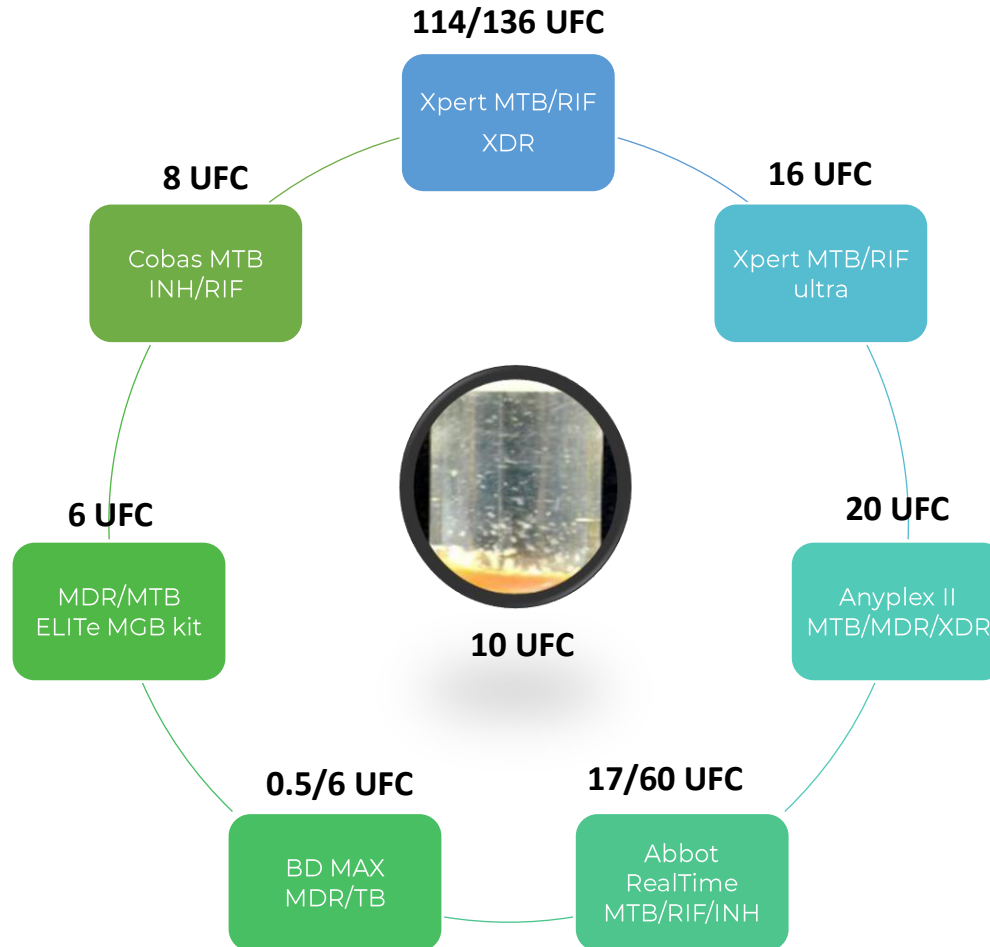 114/136 UFC
Xpert MTB/RIF
XDR
16 UFC
Xpert MTB/RIF
ultra
20 UFC
Anyplex II
MTB/MDR/XDR
17/60 UFC
Abbot
RealTime
MTB/RIF/INH
0.5/6 UFC
BD MAX
MDR/TB
6 UFC
MDR/MTB
ELITe MGB kit
8 UFC
Cobas MTB
INH/RIF
10 UFC